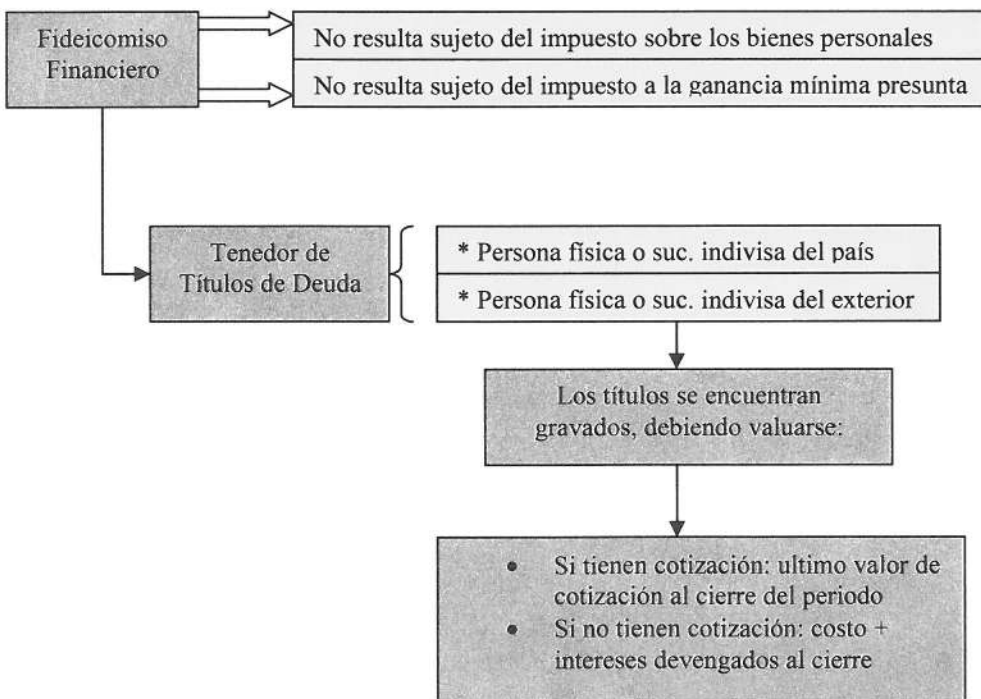 Fideicomiso
Financiero
No resulta sujeto del impuesto sobre los bienes personales
No resulta sujeto del impuesto a la ganancia mínima presunta
Tenedor de
Títulos de Deuda
* Persona física o suc. indivisa del país
* Persona física o suc. indivisa del exterior
Los títulos se encuentran
gravados, debiendo valuarse:
• Si tienen cotización: ultimo valor de
cotización al cierre del periodo
• Si no tienen cotización: costo +
intereses devengados al cierre